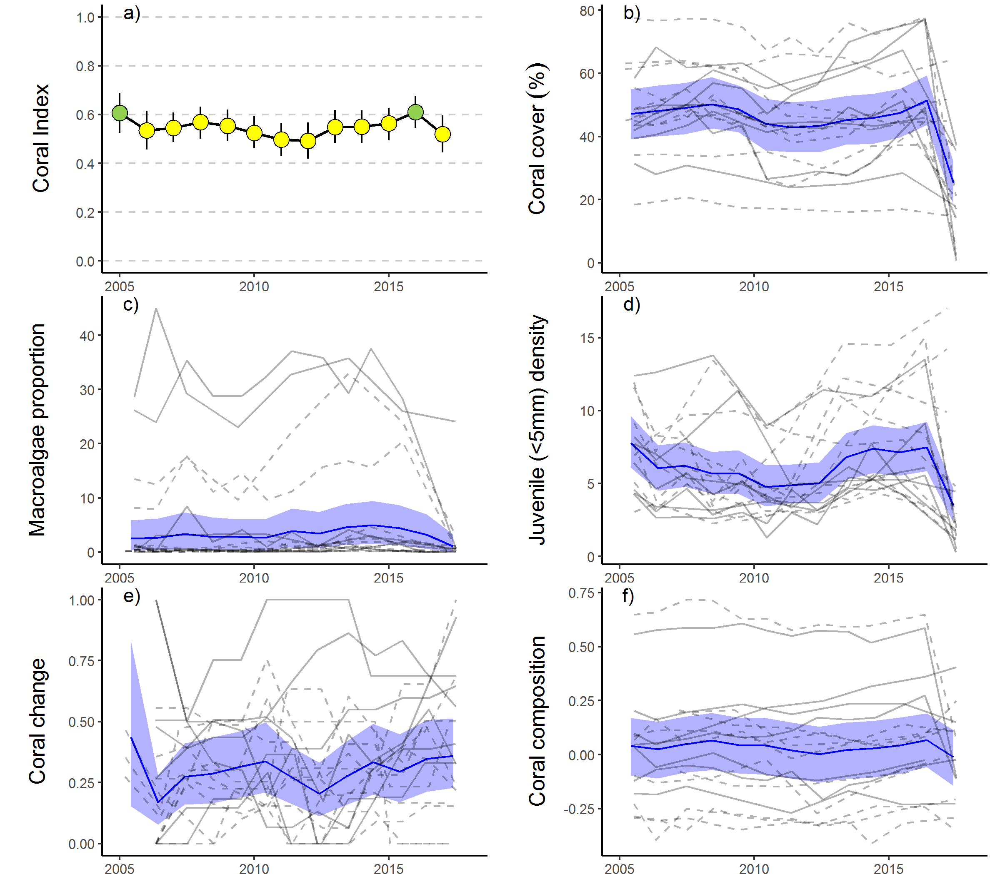 a)
Coral Index
1.0
0.8
0.6
0.4
0.2
0.0
2005 2010 2015
b)
Coral cover (%)
80
60
40
20
0
2005 2010 2015
c)
Macroalgae proportion
40
30
20
10
0
2005 2010 2015
d)
Juvenile (<5mm) density
15
10
5
0
2005 2010 2015
e)
Coral change
1.00
0.75
0.50
0.25
0.00
2005 2010 2015
f)
Coral composition
0.75
0.50
0.25
0.00
-0.25
2005 2010 2015